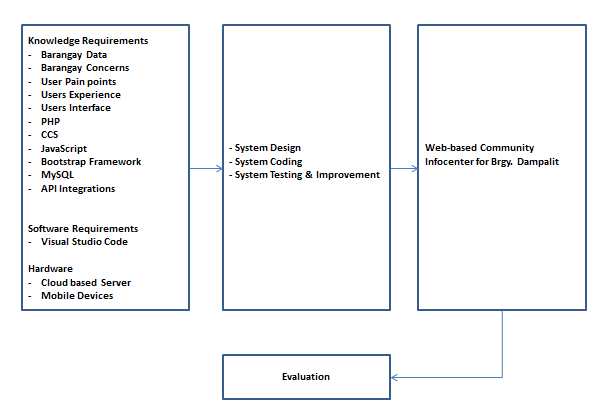 Knowledge Requirements
- Barangay Data
- Barangay Concerns
- User Pain points
- Users Experience
- Users Interface
- PHP
- CCS
- JavaScript
- Bootstrap Framework
- MySQL
- API Integrations
Software Requirements
- Visual Studio Code
Hardware
- Cloud based Server
- Mobile Devices
- System Design
- System Coding
- System Testing & Improvement
Web-based Community
Infocenter for Brgy. Dampalit
Evaluation